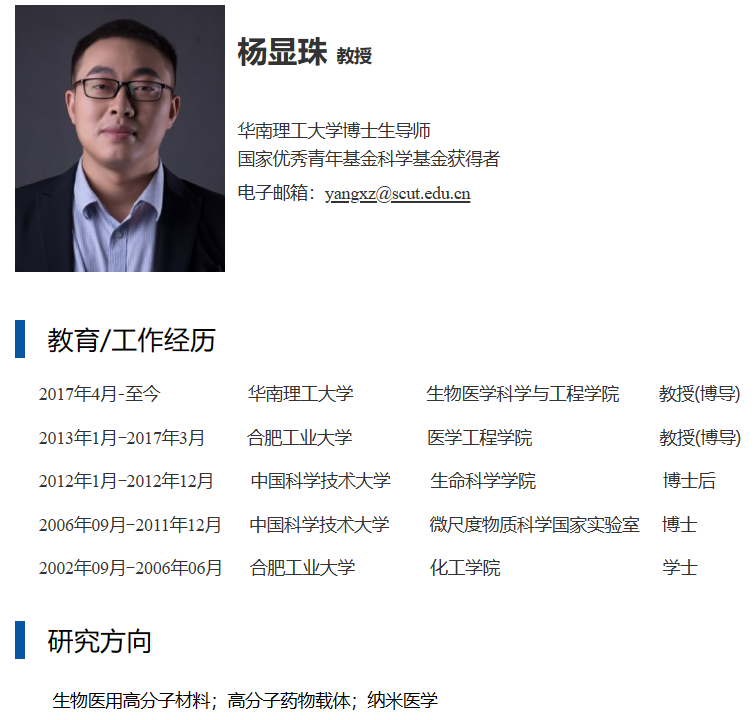 杨显珠 教授
华南理工大学博士生导师
国家优秀青年基金科学基金获得者
电子邮箱：yangxz@scut.edu.cn
教育/工作经历
2017年4月-至今 华南理工大学 生物医学科学与工程学院 教授(博导)
2013年1月-2017年3月 合肥工业大学 医学工程学院 教授(博导)
2012年1月-2012年12月 中国科学技术大学 生命科学学院 博士后
2006年09月-2011年12月 中国科学技术大学 微尺度物质科学国家实验室 博士
2002年09月-2006年06月 合肥工业大学 化工学院 学士
研究方向
生物医用高分子材料；高分子药物载体；纳米医学